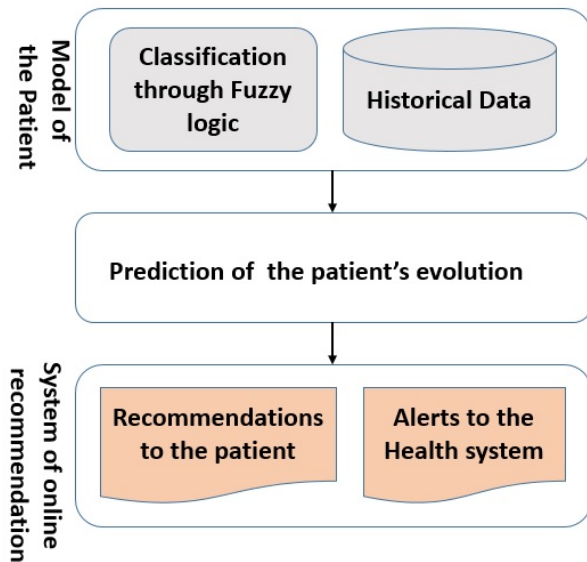 Model of
the Patient
Classification
through Fuzzy
logic
Historical Data
Prediction of the patient's evolution
System of online
recommendation
Recommendations
to the patient
Alerts to the
Health system